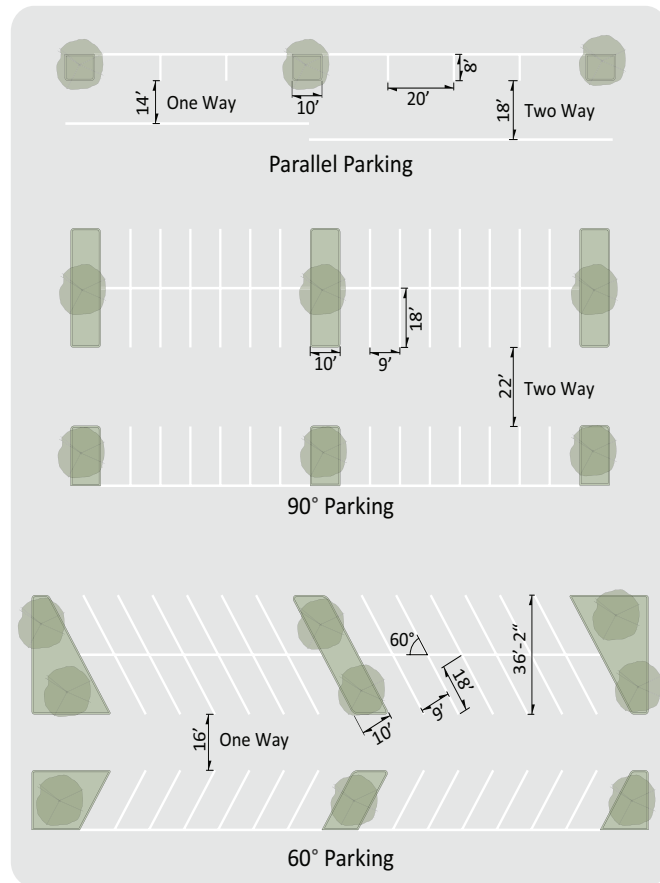 8’
14’
One Way
10’
20’
18’
Two Way
Parallel Parking
18’
10’
9’
22’
Two Way
90° Parking
60°
36’-2“
18’
9’
10’
16’
One Way
60° Parking